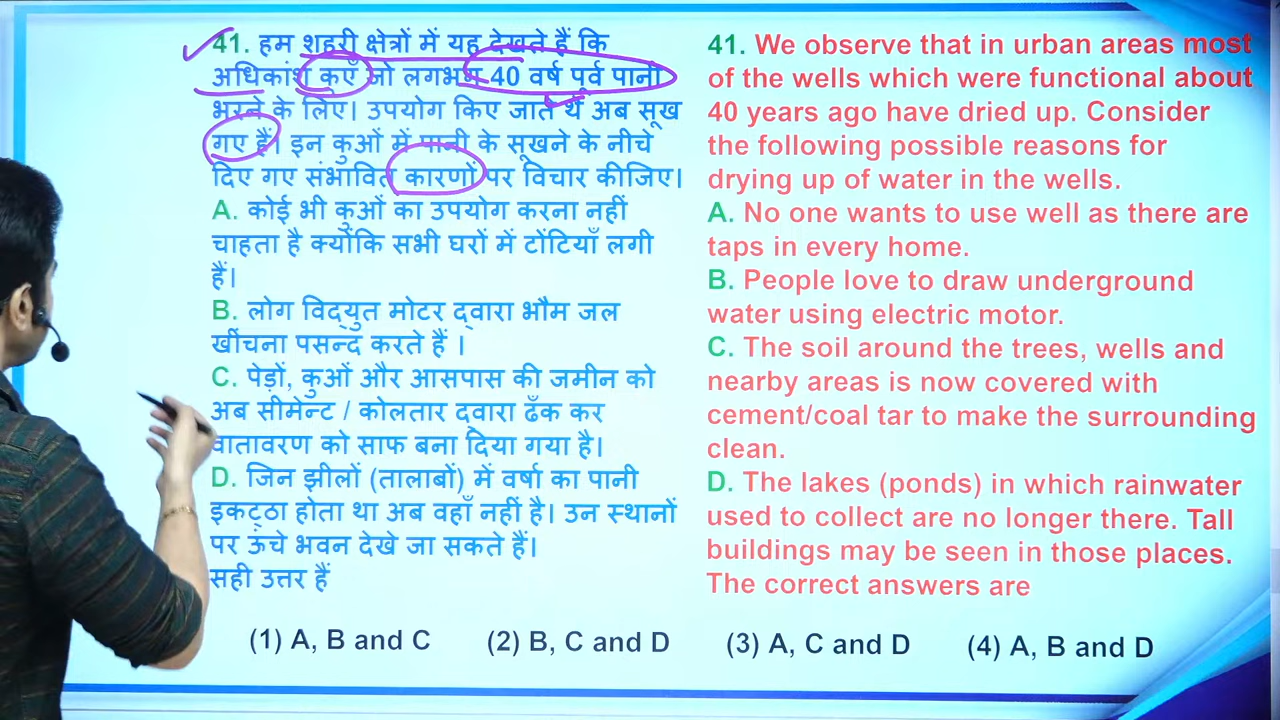 41. हम शहरी क्षेत्रों में यह देखते हैं कि
अधिकांश कुएँ जो लगभग 40 वर्ष पूर्व पानी
भरने के लिए। उपयोग किए जाते थे अब सूख
गए हैं। इन कुओं में पानी के सूखने के नीचे
दिए गए संभावित कारणों पर विचार कीजिए।
A. कोई भी कुओं का उपयोग करना नहीं
चाहता है क्योंकि सभी घरों में टोंटियाँ लगी
हैं।
B. लोग विद्युत मोटर द्वारा भौम जल
खींचना पसन्द करते हैं ।
C. पेड़ों, कुओं और आसपास की जमीन को
अब सीमेन्ट / कोलतार द्वारा ढँक कर
वातावरण को साफ बना दिया गया है।
D. जिन झीलों (तालाबों) में वर्षा का पानी
इकट्ठा होता था अब वहाँ नहीं है। उन स्थानों
पर ऊंचे भवन देखे जा सकते हैं।
सही उत्तर हैं
41. We observe that in urban areas most
of the wells which were functional about
40 years ago have dried up. Consider
the following possible reasons for
drying up of water in the wells.
A. No one wants to use well as there are
taps in every home.
B. People love to draw underground
water using electric motor.
C. The soil around the trees, wells and
nearby areas is now covered with
cement/coal tar to make the surrounding
clean.
D. The lakes (ponds) in which rainwater
used to collect are no longer there. Tall
buildings may be seen in those places.
The correct answers are
(1) A, B and C (2) B, C and D (3) A, C and D (4) A, B and D